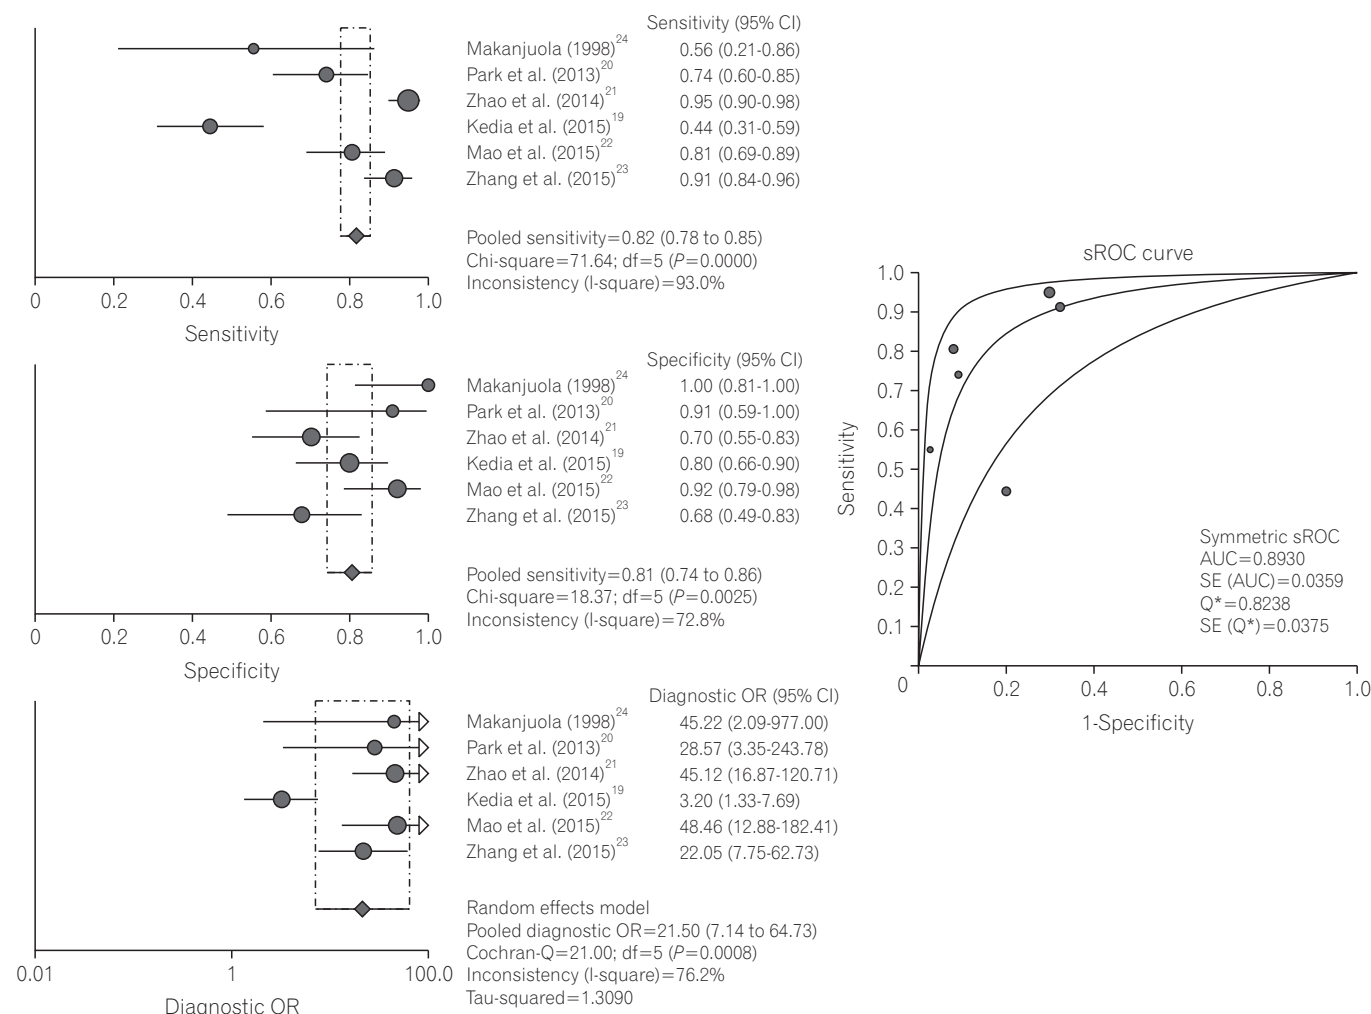 Sensitivity (95% CI)
Makanjuola (1998)24 0.56 (0.21-0.86)
Park et al. (2013)20 0.74 (0.60-0.85)
Zhao et al. (2014)21 0.95 (0.90-0.98)
Kedia et al. (2015)19 0.44 (0.31-0.59)
Mao et al. (2015)22 0.81 (0.69-0.89)
Zhang et al. (2015)23 0.91 (0.84-0.96)
Pooled sensitivity=0.82 (0.78 to 0.85)
Chi-square=71.64; df=5 (P=0.0000)
Inconsistency (I-square)=93.0%
0 0.2 0.4 0.6 0.8 1.0
Sensitivity
Specificity (95% CI)
Makanjuola (1998)24 1.00 (0.81-1.00)
Park et al. (2013)20 0.91 (0.59-1.00)
Zhao et al. (2014)21 0.70 (0.55-0.83)
Kedia et al. (2015)19 0.80 (0.66-0.90)
Mao et al. (2015)22 0.92 (0.79-0.98)
Zhang et al. (2015)23 0.68 (0.49-0.83)
Pooled sensitivity=0.81 (0.74 to 0.86)
Chi-square=18.37; df=5 (P=0.0025)
Inconsistency (I-square)=72.8%
0 0.2 0.4 0.6 0.8 1.0
Specificity
Diagnostic OR (95% CI)
Makanjuola (1998)24 45.22 (2.09-977.00)
Park et al. (2013)20 28.57 (3.35-243.78)
Zhao et al. (2014)21 45.12 (16.87-120.71)
Kedia et al. (2015)19 3.20 (1.33-7.69)
Mao et al. (2015)22 48.46 (12.88-182.41)
Zhang et al. (2015)23 22.05 (7.75-62.73)
Random effects model
Pooled diagnostic OR=21.50 (7.14 to 64.73)
Cochran-Q=21.00; df=5 (P=0.0008)
Inconsistency (I-square)=76.2%
Tau-squared=1.3090
0.01 1 100.0
Diagnostic OR
sROC curve
1.0
0.9
0.8
0.7
0.6
0.5
0.4
0.3
0.2
0.1
Sensitivity
Symmetric sROC
AUC=0.8930
SE (AUC)=0.0359
Q*=0.8238
SE (Q*)=0.0375
0 0.2 0.4 0.6 0.8 1.0
1-Specificity